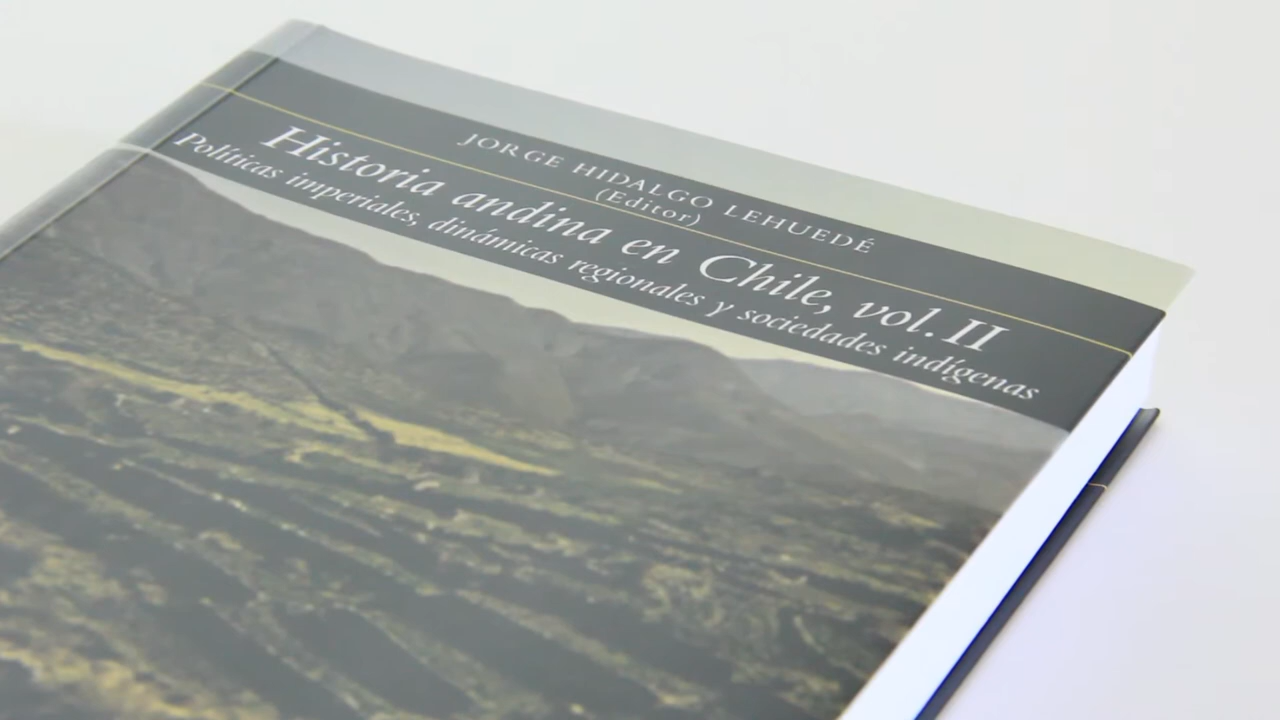 JORGE HIDALGO LEHUEDÉ
(Editor)
Historia andina en Chile, vol. II
Políticas imperiales, dinámicas regionales y sociedades indígenas